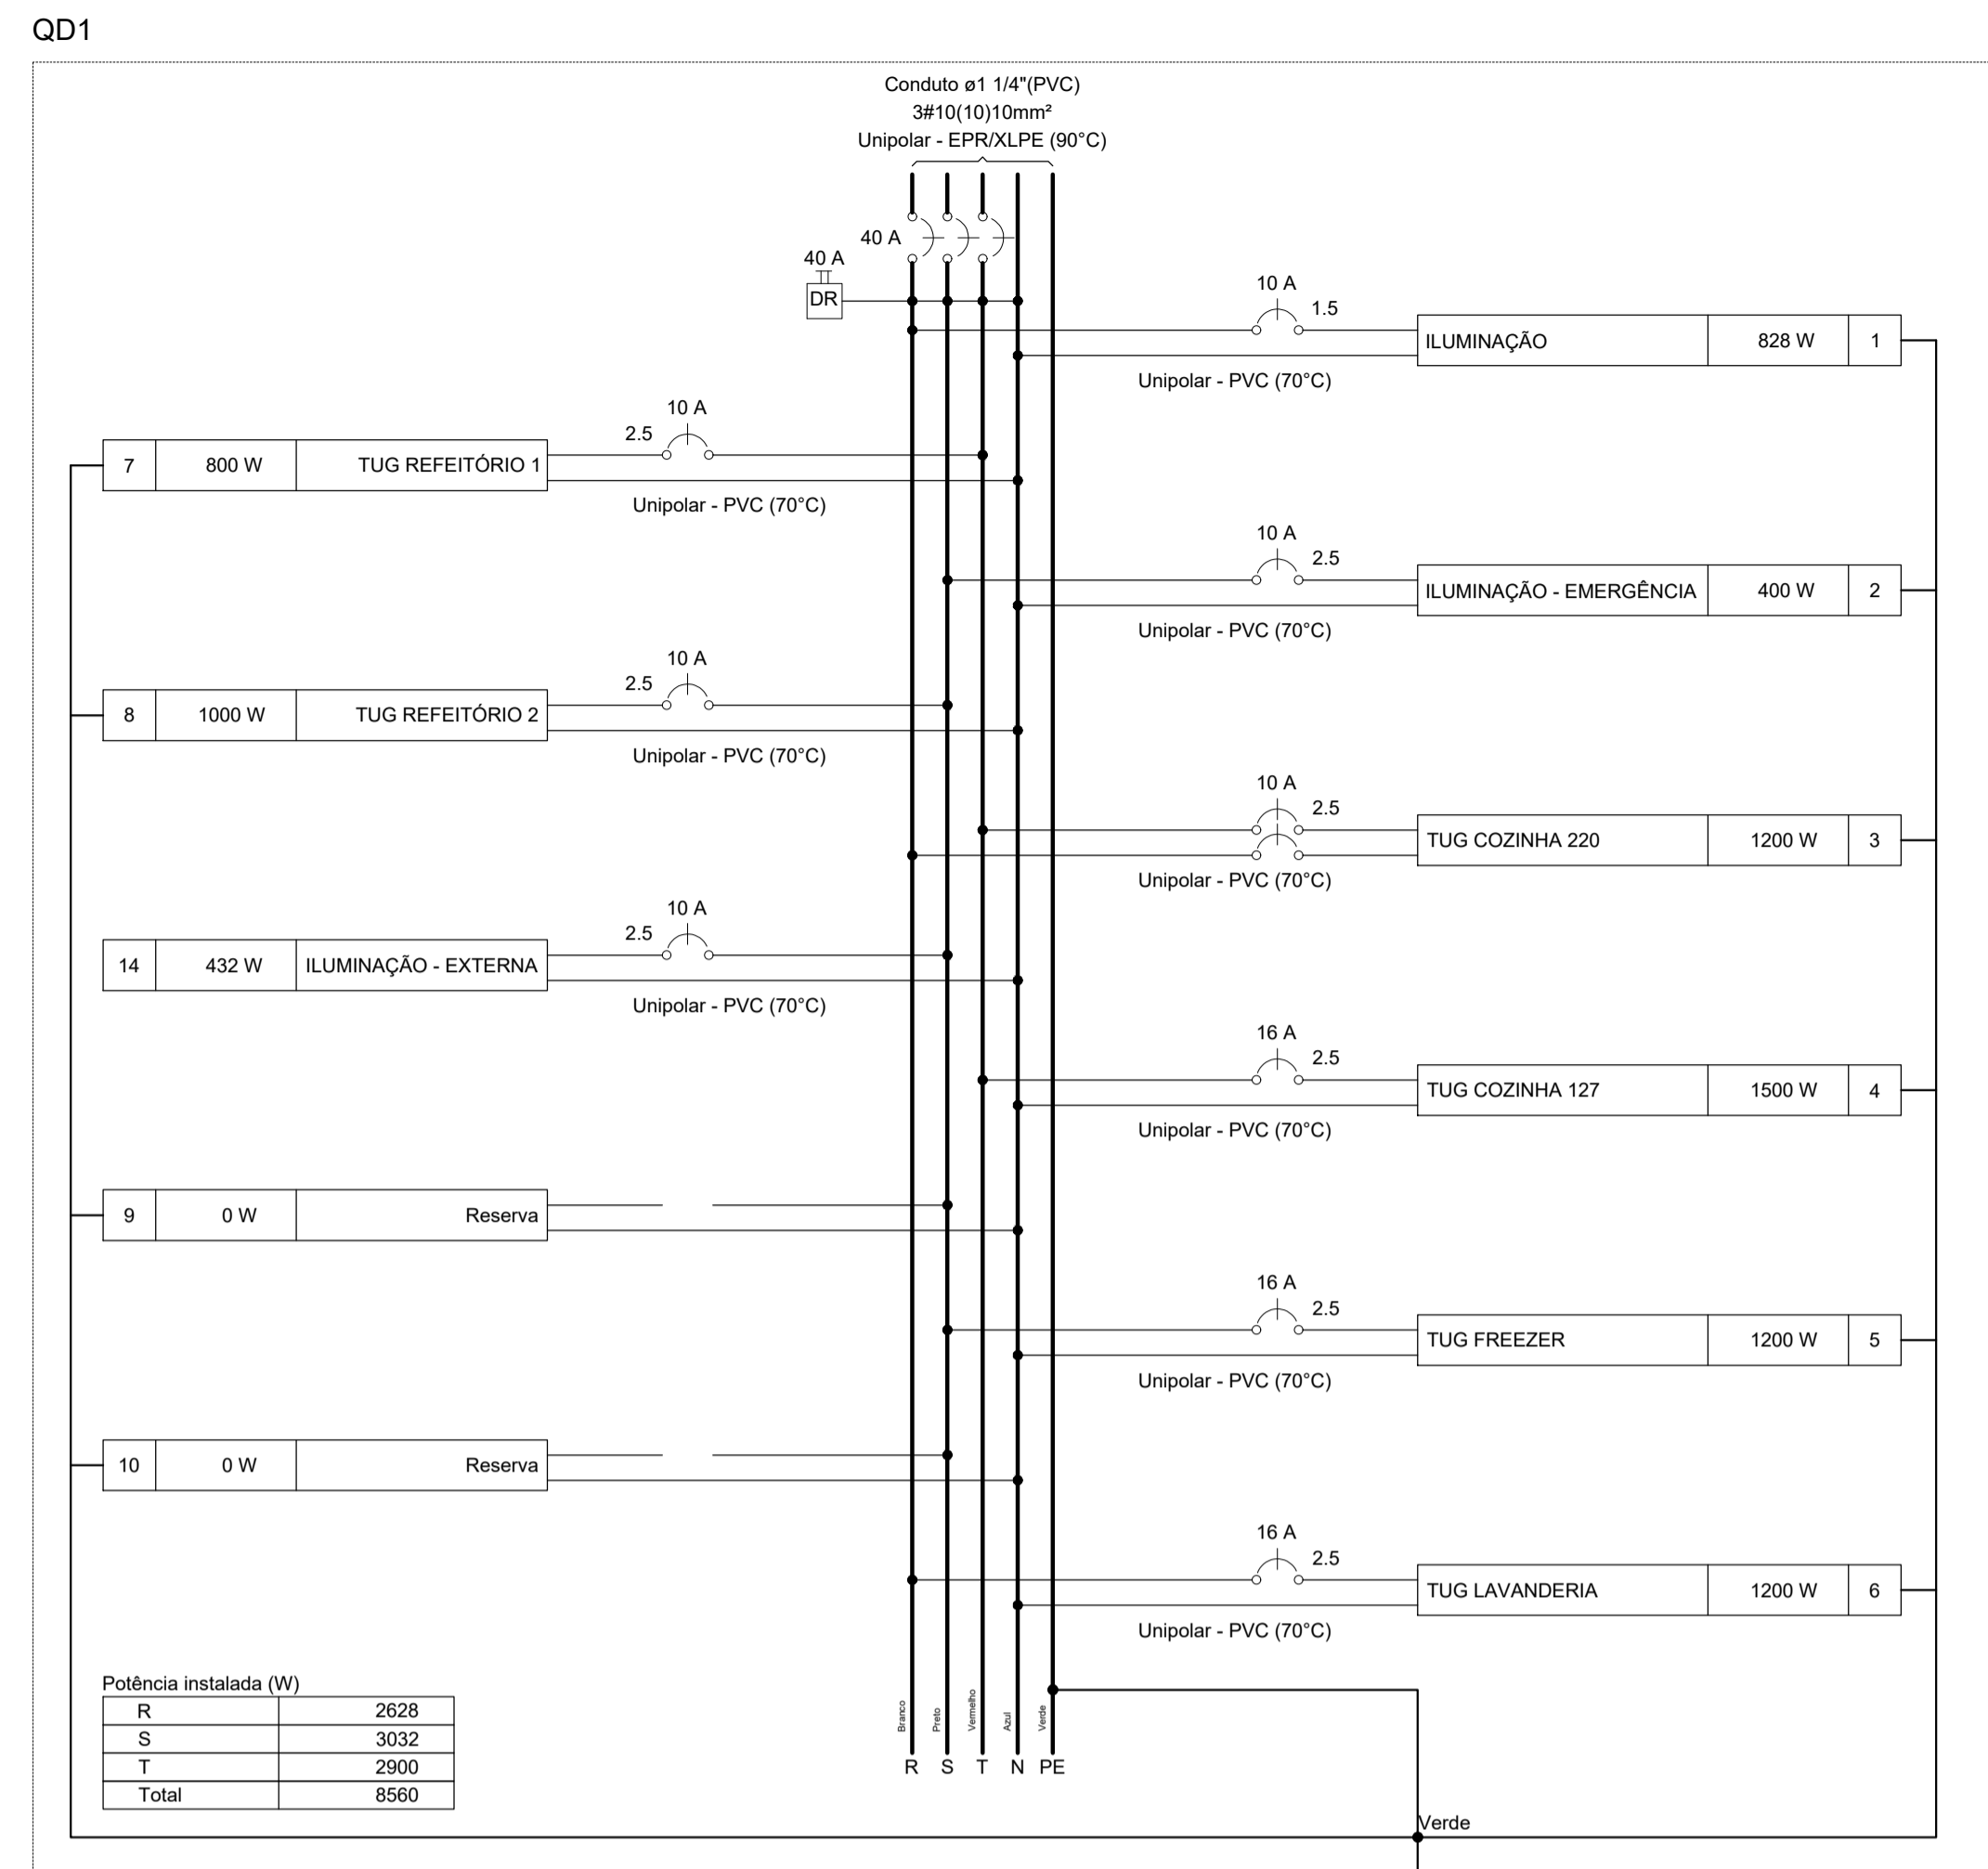 QD1
Conduto ø1 1/4"(PVC)
3#10(10)10mm²
Unipolar - EPR/XLPE (90°C)
40 A
40 A
DR
10 A
1.5
ILUMINAÇÃO 828 W 1
Unipolar - PVC (70°C)
10 A
2.5
7 800 W TUG REFEITÓRIO 1
Unipolar - PVC (70°C)
10 A
2.5
ILUMINAÇÃO - EMERGÊNCIA 400 W 2
Unipolar - PVC (70°C)
10 A
2.5
8 1000 W TUG REFEITÓRIO 2
Unipolar - PVC (70°C)
10 A
2.5
TUG COZINHA 220 1200 W 3
Unipolar - PVC (70°C)
10 A
2.5
14 432 W ILUMINAÇÃO - EXTERNA
Unipolar - PVC (70°C)
16 A
2.5
TUG COZINHA 127 1500 W 4
Unipolar - PVC (70°C)
9 0 W Reserva
16 A
2.5
TUG FREEZER 1200 W 5
Unipolar - PVC (70°C)
10 0 W Reserva
16 A
2.5
TUG LAVANDERIA 1200 W 6
Unipolar - PVC (70°C)
Potência instalada (W)
R 2628
S 3032
T 2900
Total 8560
Branco
Preto
Vermelho
Azul
Verde
R S T N PE
Verde